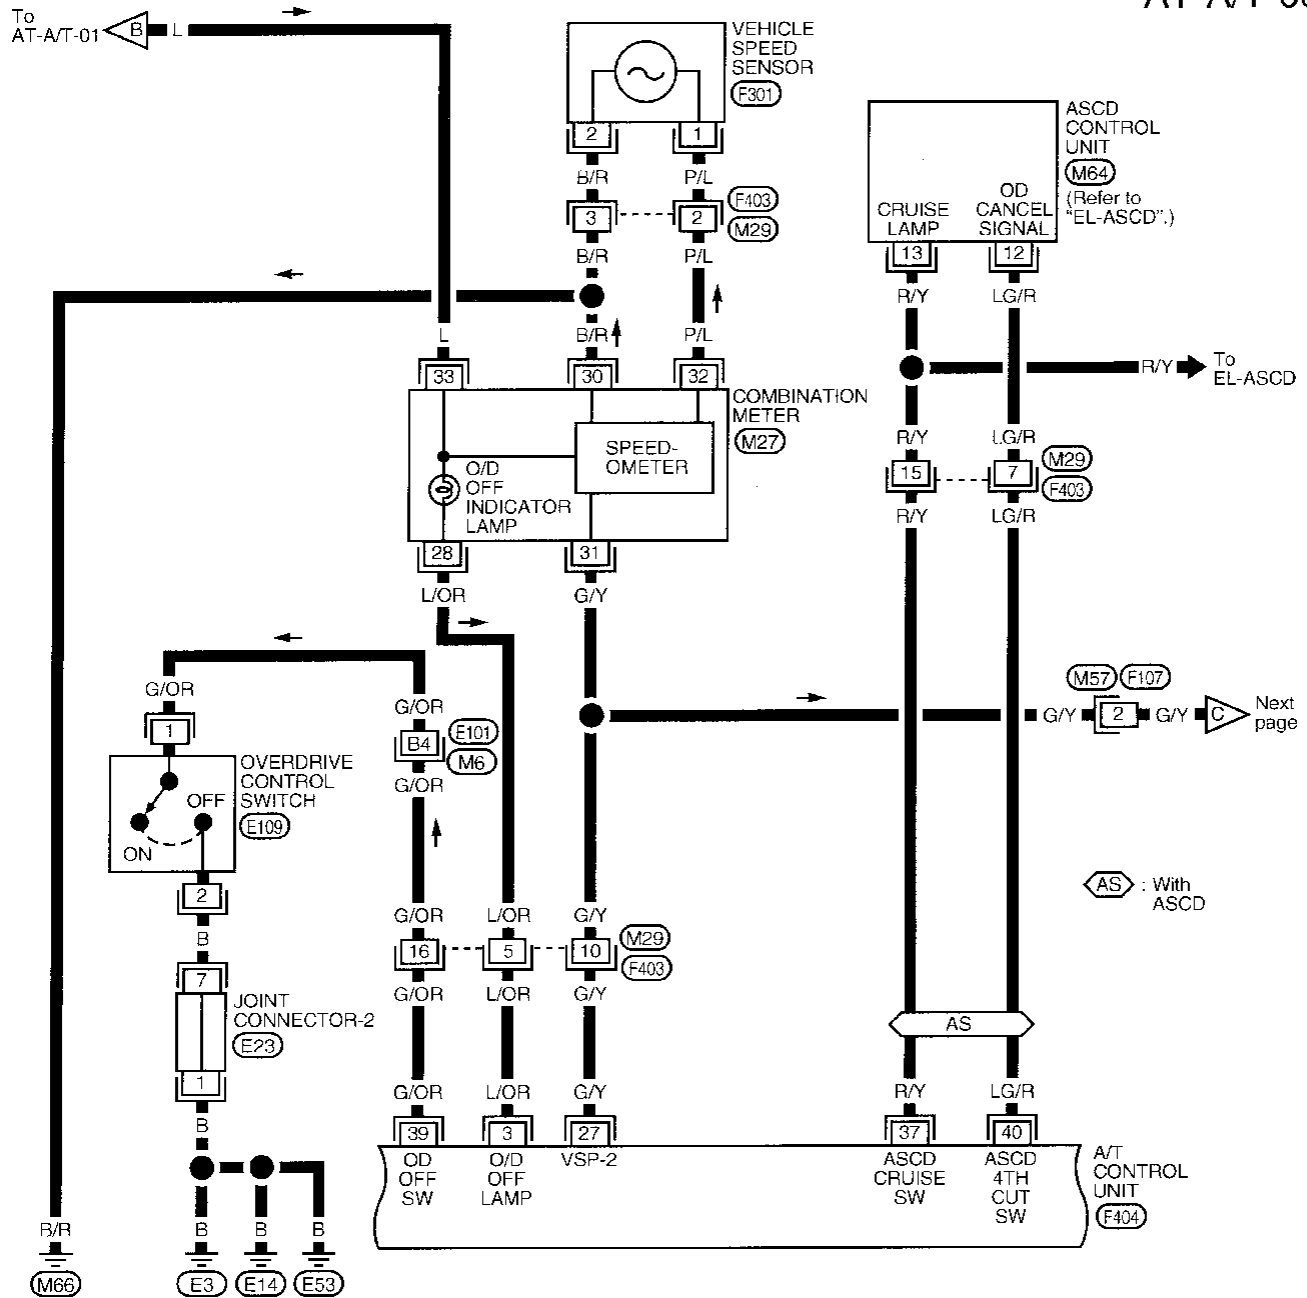 To
AT-A/T-01
B
L
VEHICLE
SPEED
SENSOR
F301
2
1
B/R
P/L
F403
3
2
M29
B/R
P/L
ASCD
CONTROL
UNIT
M64
(Refer to
"EL-ASCD".)
CRUISE
LAMP
OD
CANCEL
SIGNAL
13
12
R/Y
LG/R
L
B/R
P/L
33
30
32
R/Y
To
EL-ASCD
COMBINATION
METER
M27
SPEED-
OMETER
O/D
OFF
INDICATOR
LAMP
R/Y
LG/R
M29
15
7
F403
R/Y
LG/R
28
31
L/OR
G/Y
G/OR
G/OR
M57
F107
G/Y
2
G/Y
C
Next
page
1
B4
E101
M6
G/OR
OVERDRIVE
CONTROL
SWITCH
E109
OFF
ON
2
B
AS
: With
ASCD
G/OR
L/OR
G/Y
16
5
10
M29
F403
G/OR
L/OR
G/Y
7
JOINT
CONNECTOR-2
E23
1
B
AS
G/OR
L/OR
G/Y
R/Y
LG/R
39
3
27
37
40
OD
OFF
SW
O/D
OFF
LAMP
VSP-2
ASCD
CRUISE
SW
ASCD
4TH
CUT
SW
A/T
CONTROL
UNIT
F404
B/R
B
B
B
M66
E3
E14
E53